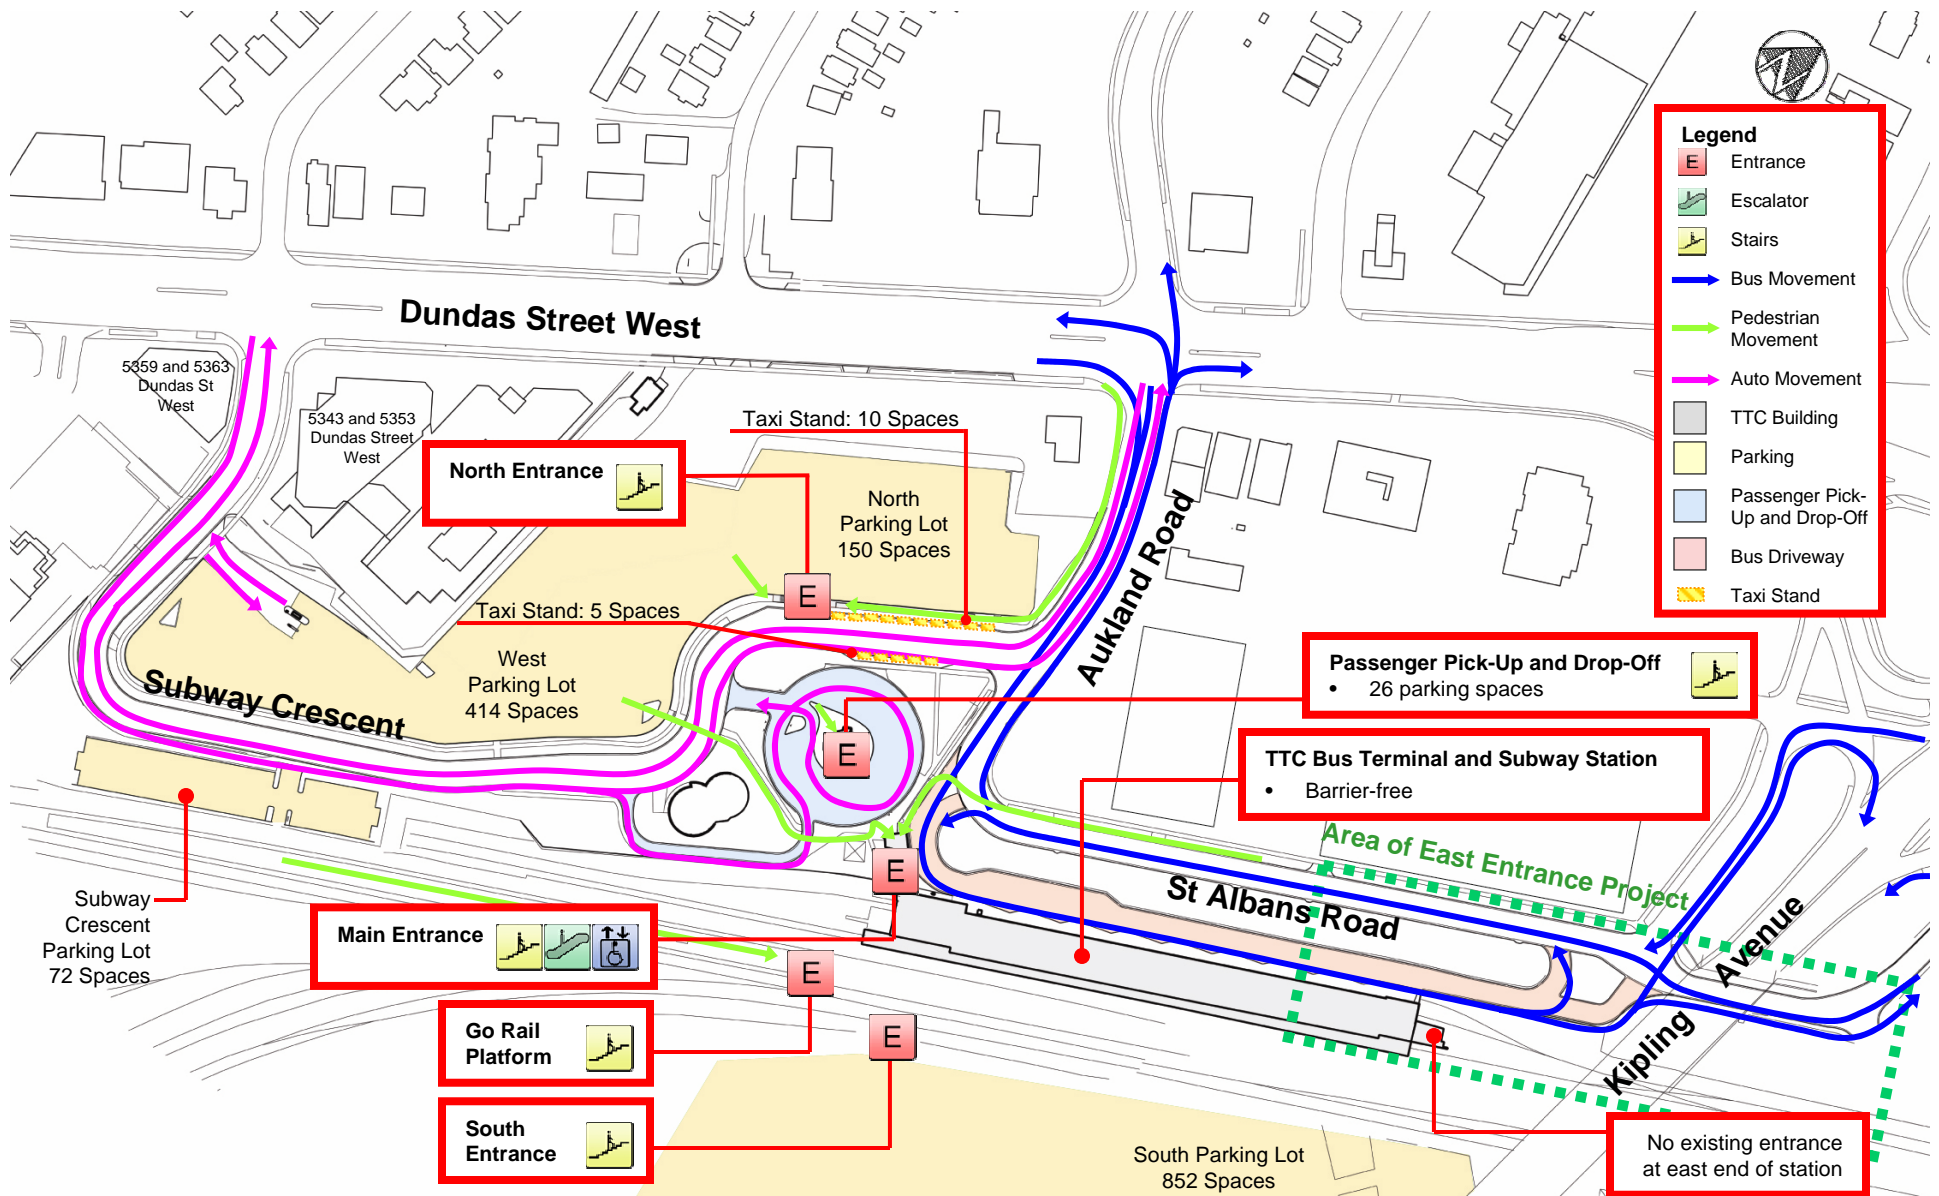 Legend
E
Entrance
Escalator
Stairs
Bus Movement
Pedestrian
Movement
Auto Movement
TTC Building
Parking
Passenger Pick-
Up and Drop-Off
Bus Driveway
Taxi Stand
Dundas Street West
5359 and 5363
Dundas St
West
5343 and 5353
Dundas Street
West
Taxi Stand: 10 Spaces
North Entrance
North
Parking Lot
150 Spaces
Aukland Road
E
Taxi Stand: 5 Spaces
West
Parking Lot
414 Spaces
Subway Crescent
Passenger Pick-Up and Drop-Off
• 26 parking spaces
E
TTC Bus Terminal and Subway Station
• Barrier-free
Area of East Entrance Project
E
St Albans Road
Kipling Avenue
Subway
Crescent
Parking Lot
72 Spaces
Main Entrance
E
Go Rail
Platform
E
South
Entrance
South Parking Lot
852 Spaces
No existing entrance
at east end of station